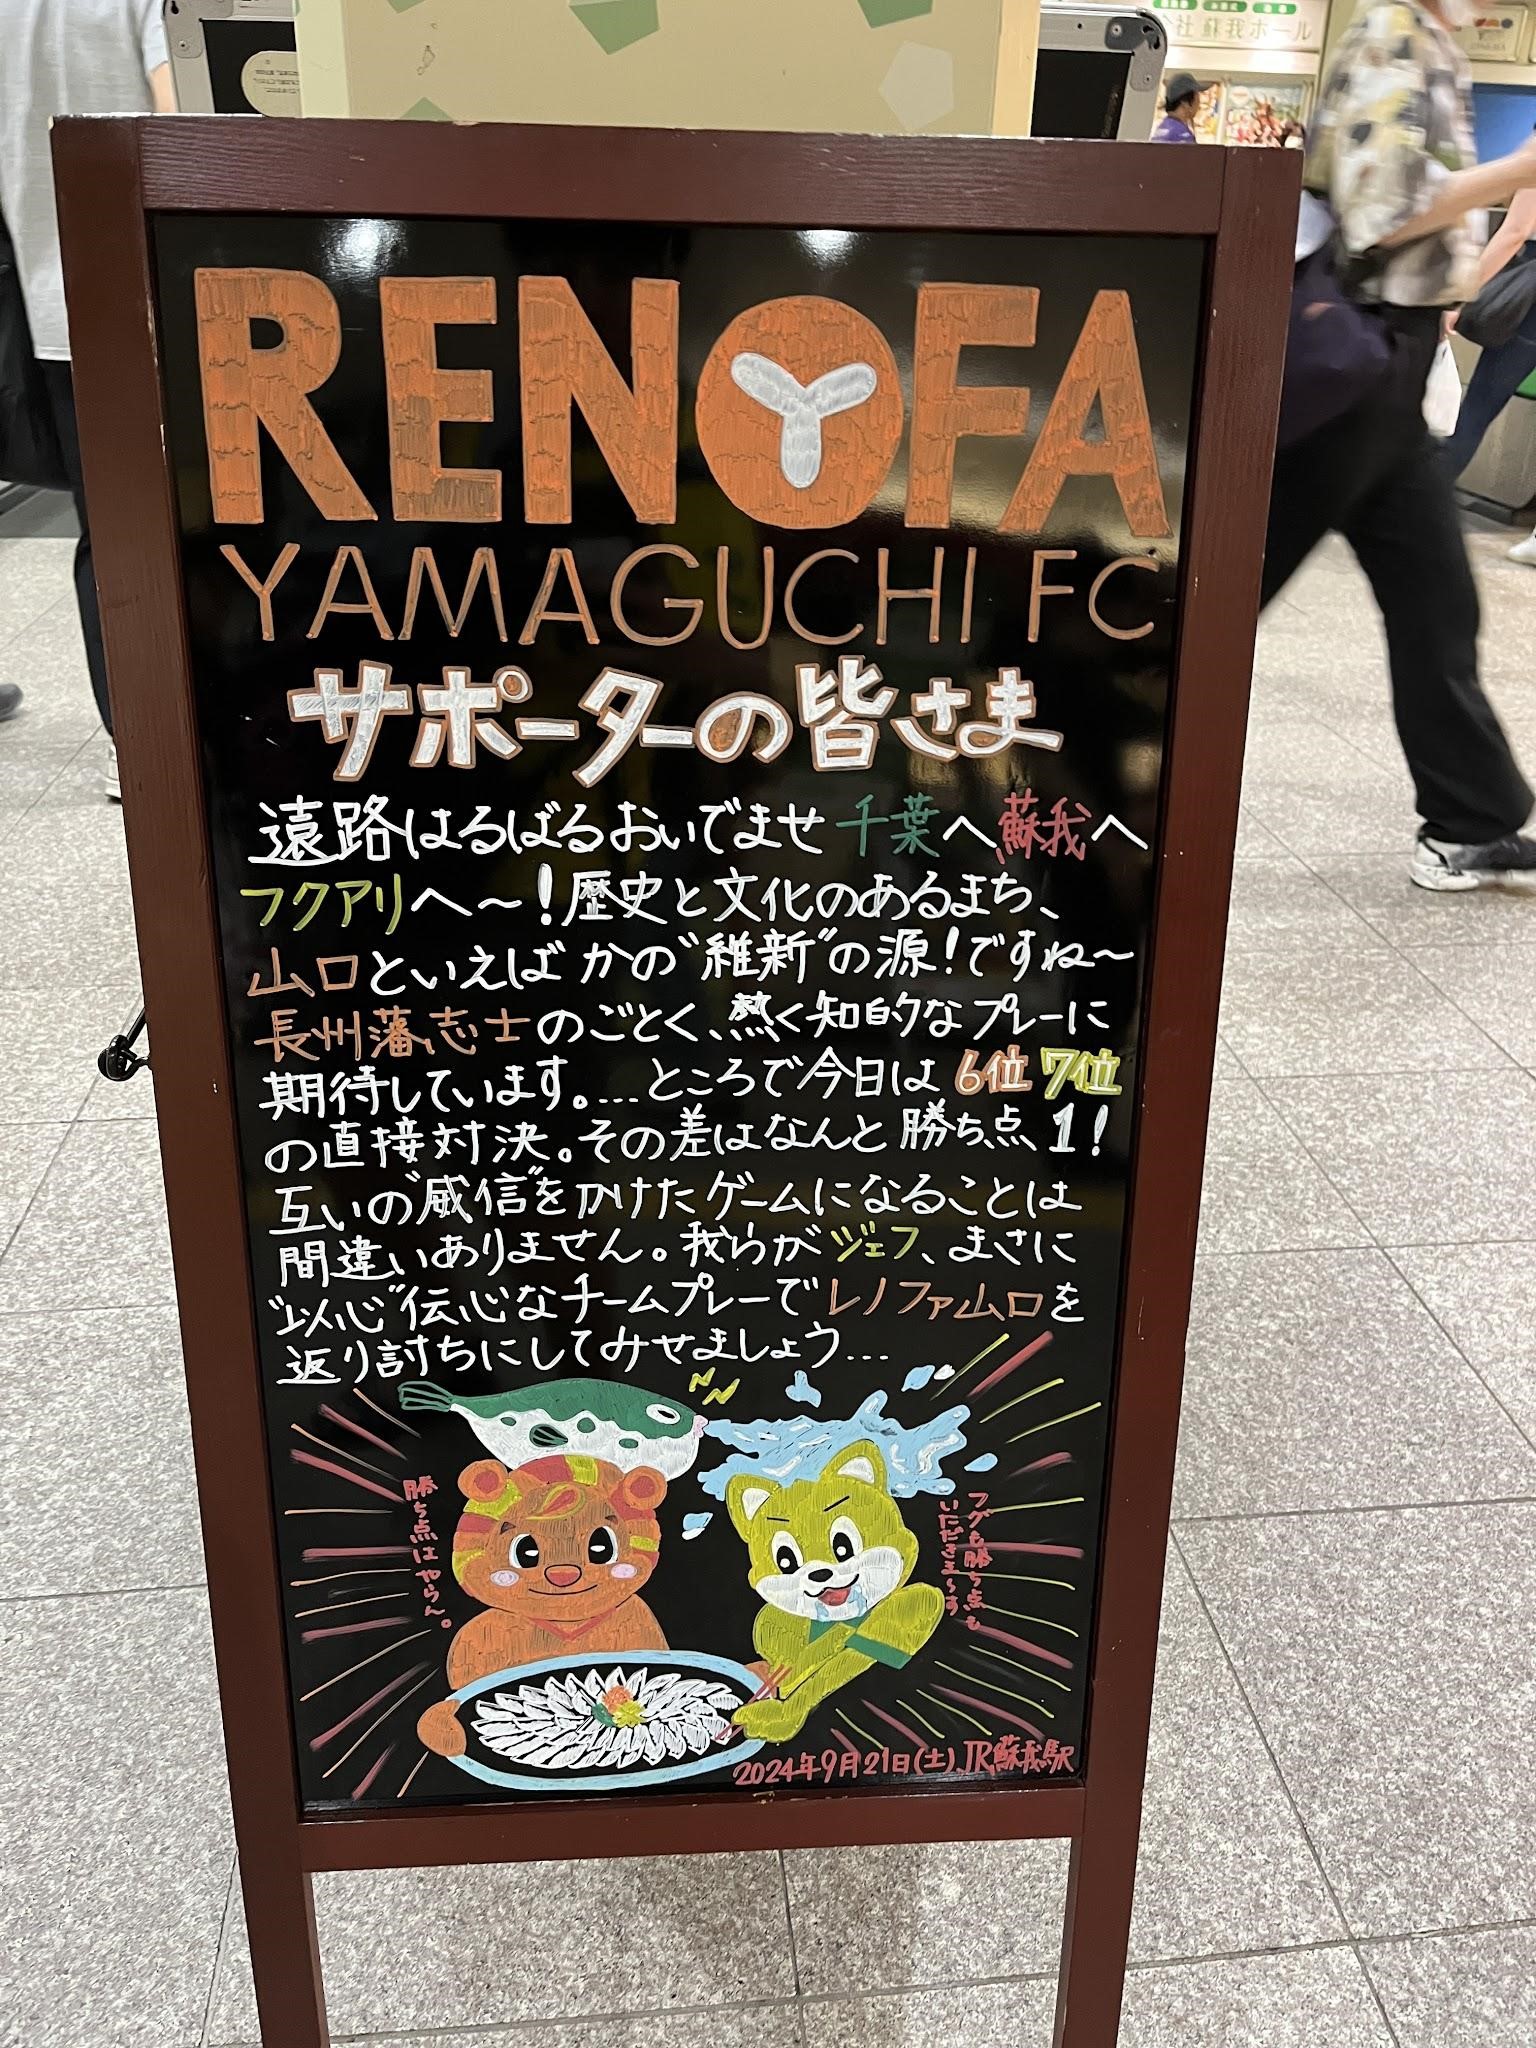 社 蘇我ホール
RENOFA
YAMAGUCHI FC
サポーターの皆さま
遠路はるばるおいでませ 千葉へ蘇我へ
フクアリへ~!歴史と文化のあるまち、
山口といえばかの"維新"の源!ですね~
長州藩志士のごとく、熱く知的なプレーに
期待しています。...ところで今日は 6位 7位
の直接対決。その差はなんと勝ち点 1!
互いの"威信"をかけたゲームになることは
間違いありません。我らがジェフ、まさに
"以心"伝心なチームプレーでレノファ山口を
返り討ちにしてみせましょう...
勝ち点はやらん。
フグも勝ち点も
いただきま~す
2024年9月21日(土)、JR蘇我駅